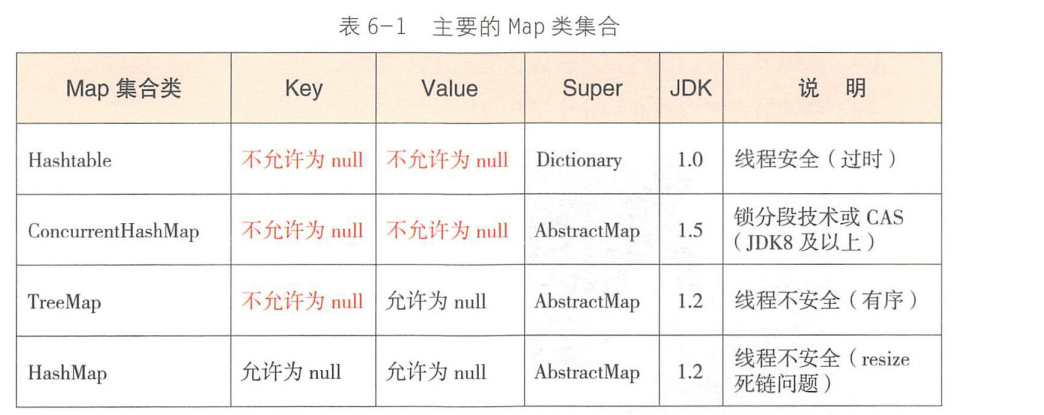 表 6-1 主要的 Map 类集合
Map 集合类 Key Value Super JDK 说 明
Hashtable 不允许为 null 不允许为 null Dictionary 1.0 线程安全（过时）
ConcurrentHashMap 不允许为 null 不允许为 null AbstractMap 1.5 锁分段技术或 CAS
（JDK8 及以上）
TreeMap 不允许为 null 允许为 null AbstractMap 1.2 线程不安全（有序）
HashMap 允许为 null 允许为 null AbstractMap 1.2 线程不安全（resize
死链问题）